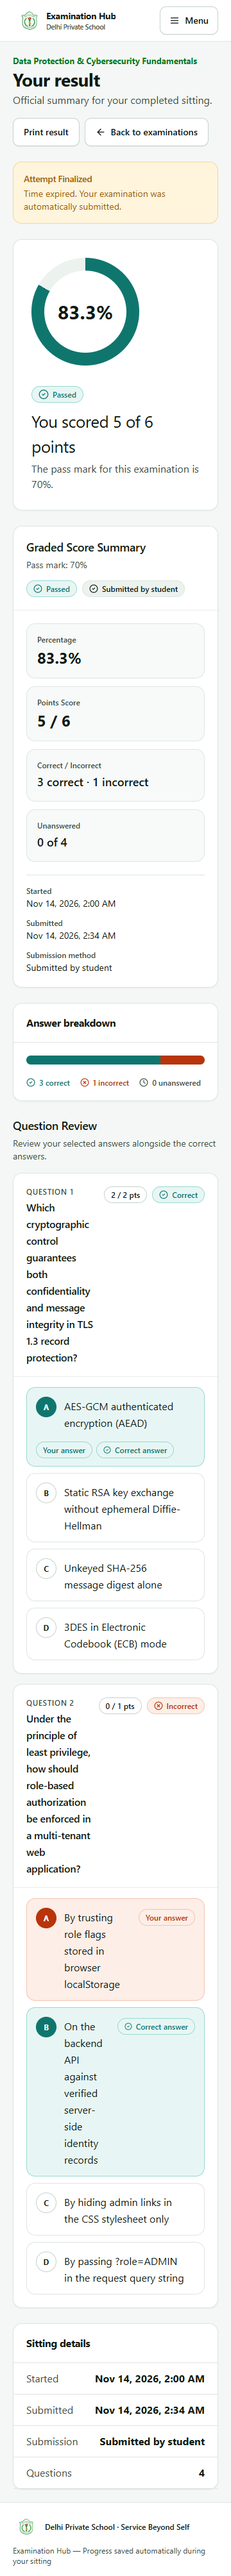 Examination Hub
Delhi Private School
Menu
Data Protection & Cybersecurity Fundamentals
Your result
Official summary for your completed sitting.
Print result
Back to examinations
Attempt Finalized
Time expired. Your examination was
automatically submitted.
83.3%
Passed
You scored 5 of 6
points
The pass mark for this examination is
70%.
Graded Score Summary
Pass mark: 70%
Passed
Submitted by student
Percentage
83.3%
Points Score
5 / 6
Correct / Incorrect
3 correct · 1 incorrect
Unanswered
0 of 4
Started
Nov 14, 2026, 2:00 AM
Submitted
Nov 14, 2026, 2:34 AM
Submission method
Submitted by student
Answer breakdown
3 correct
1 incorrect
0 unanswered
Question Review
Review your selected answers alongside the correct
answers.
QUESTION 1
2 / 2 pts
Correct
Which
cryptographic
control
guarantees
both
confidentiality
and message
integrity in TLS
1.3 record
protection?
A
AES-GCM authenticated
encryption (AEAD)
Your answer
Correct answer
B
Static RSA key exchange
without ephemeral Diffie-
Hellman
C
Unkeyed SHA-256
message digest alone
D
3DES in Electronic
Codebook (ECB) mode
QUESTION 2
0 / 1 pts
Incorrect
Under the
principle of
least privilege,
how should
role-based
authorization
be enforced in
a multi-tenant
web
application?
A
By trusting
role flags
stored in
browser
localStorage
Your answer
B
On the
backend
API
against
verified
server-
side
identity
records
Correct answer
C
By hiding admin links in
the CSS stylesheet only
D
By passing ?role=ADMIN
in the request query string
Sitting details
Started
Nov 14, 2026, 2:00 AM
Submitted
Nov 14, 2026, 2:34 AM
Submission
Submitted by student
Questions
4
Delhi Private School · Service Beyond Self
Examination Hub — Progress saved automatically during
your sitting